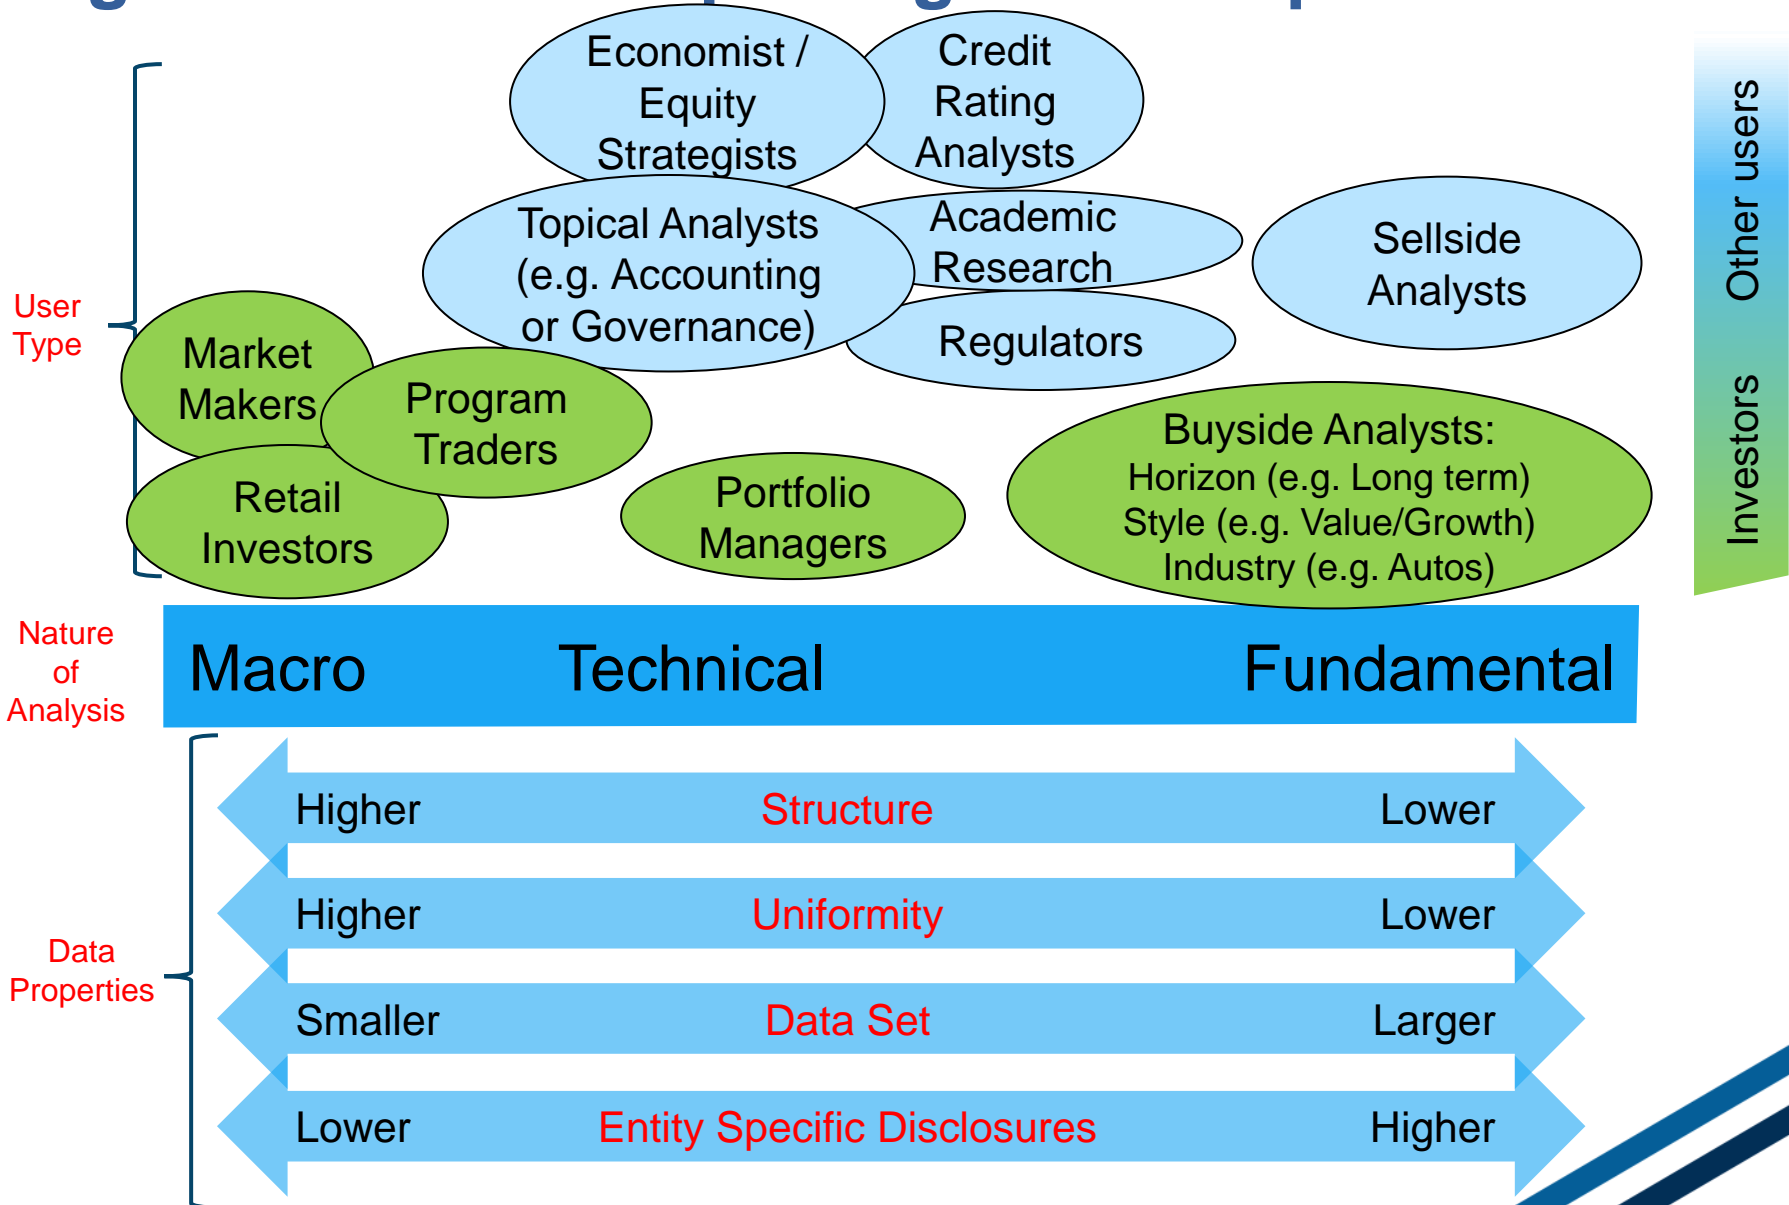 Economist /
Equity
Strategists
Credit
Rating
Analysts
Topical Analysts
(e.g. Accounting
or Governance)
Academic
Research
Regulators
Sellside
Analysts
Other users
Investors
User
Type
Market
Makers
Program
Traders
Retail
Investors
Portfolio
Managers
Buyside Analysts:
Horizon (e.g. Long term)
Style (e.g. Value/Growth)
Industry (e.g. Autos)
Nature
of
Analysis
Macro Technical Fundamental
Data
Properties
Higher Structure Lower
Higher Uniformity Lower
Smaller Data Set Larger
Lower Entity Specific Disclosures Higher